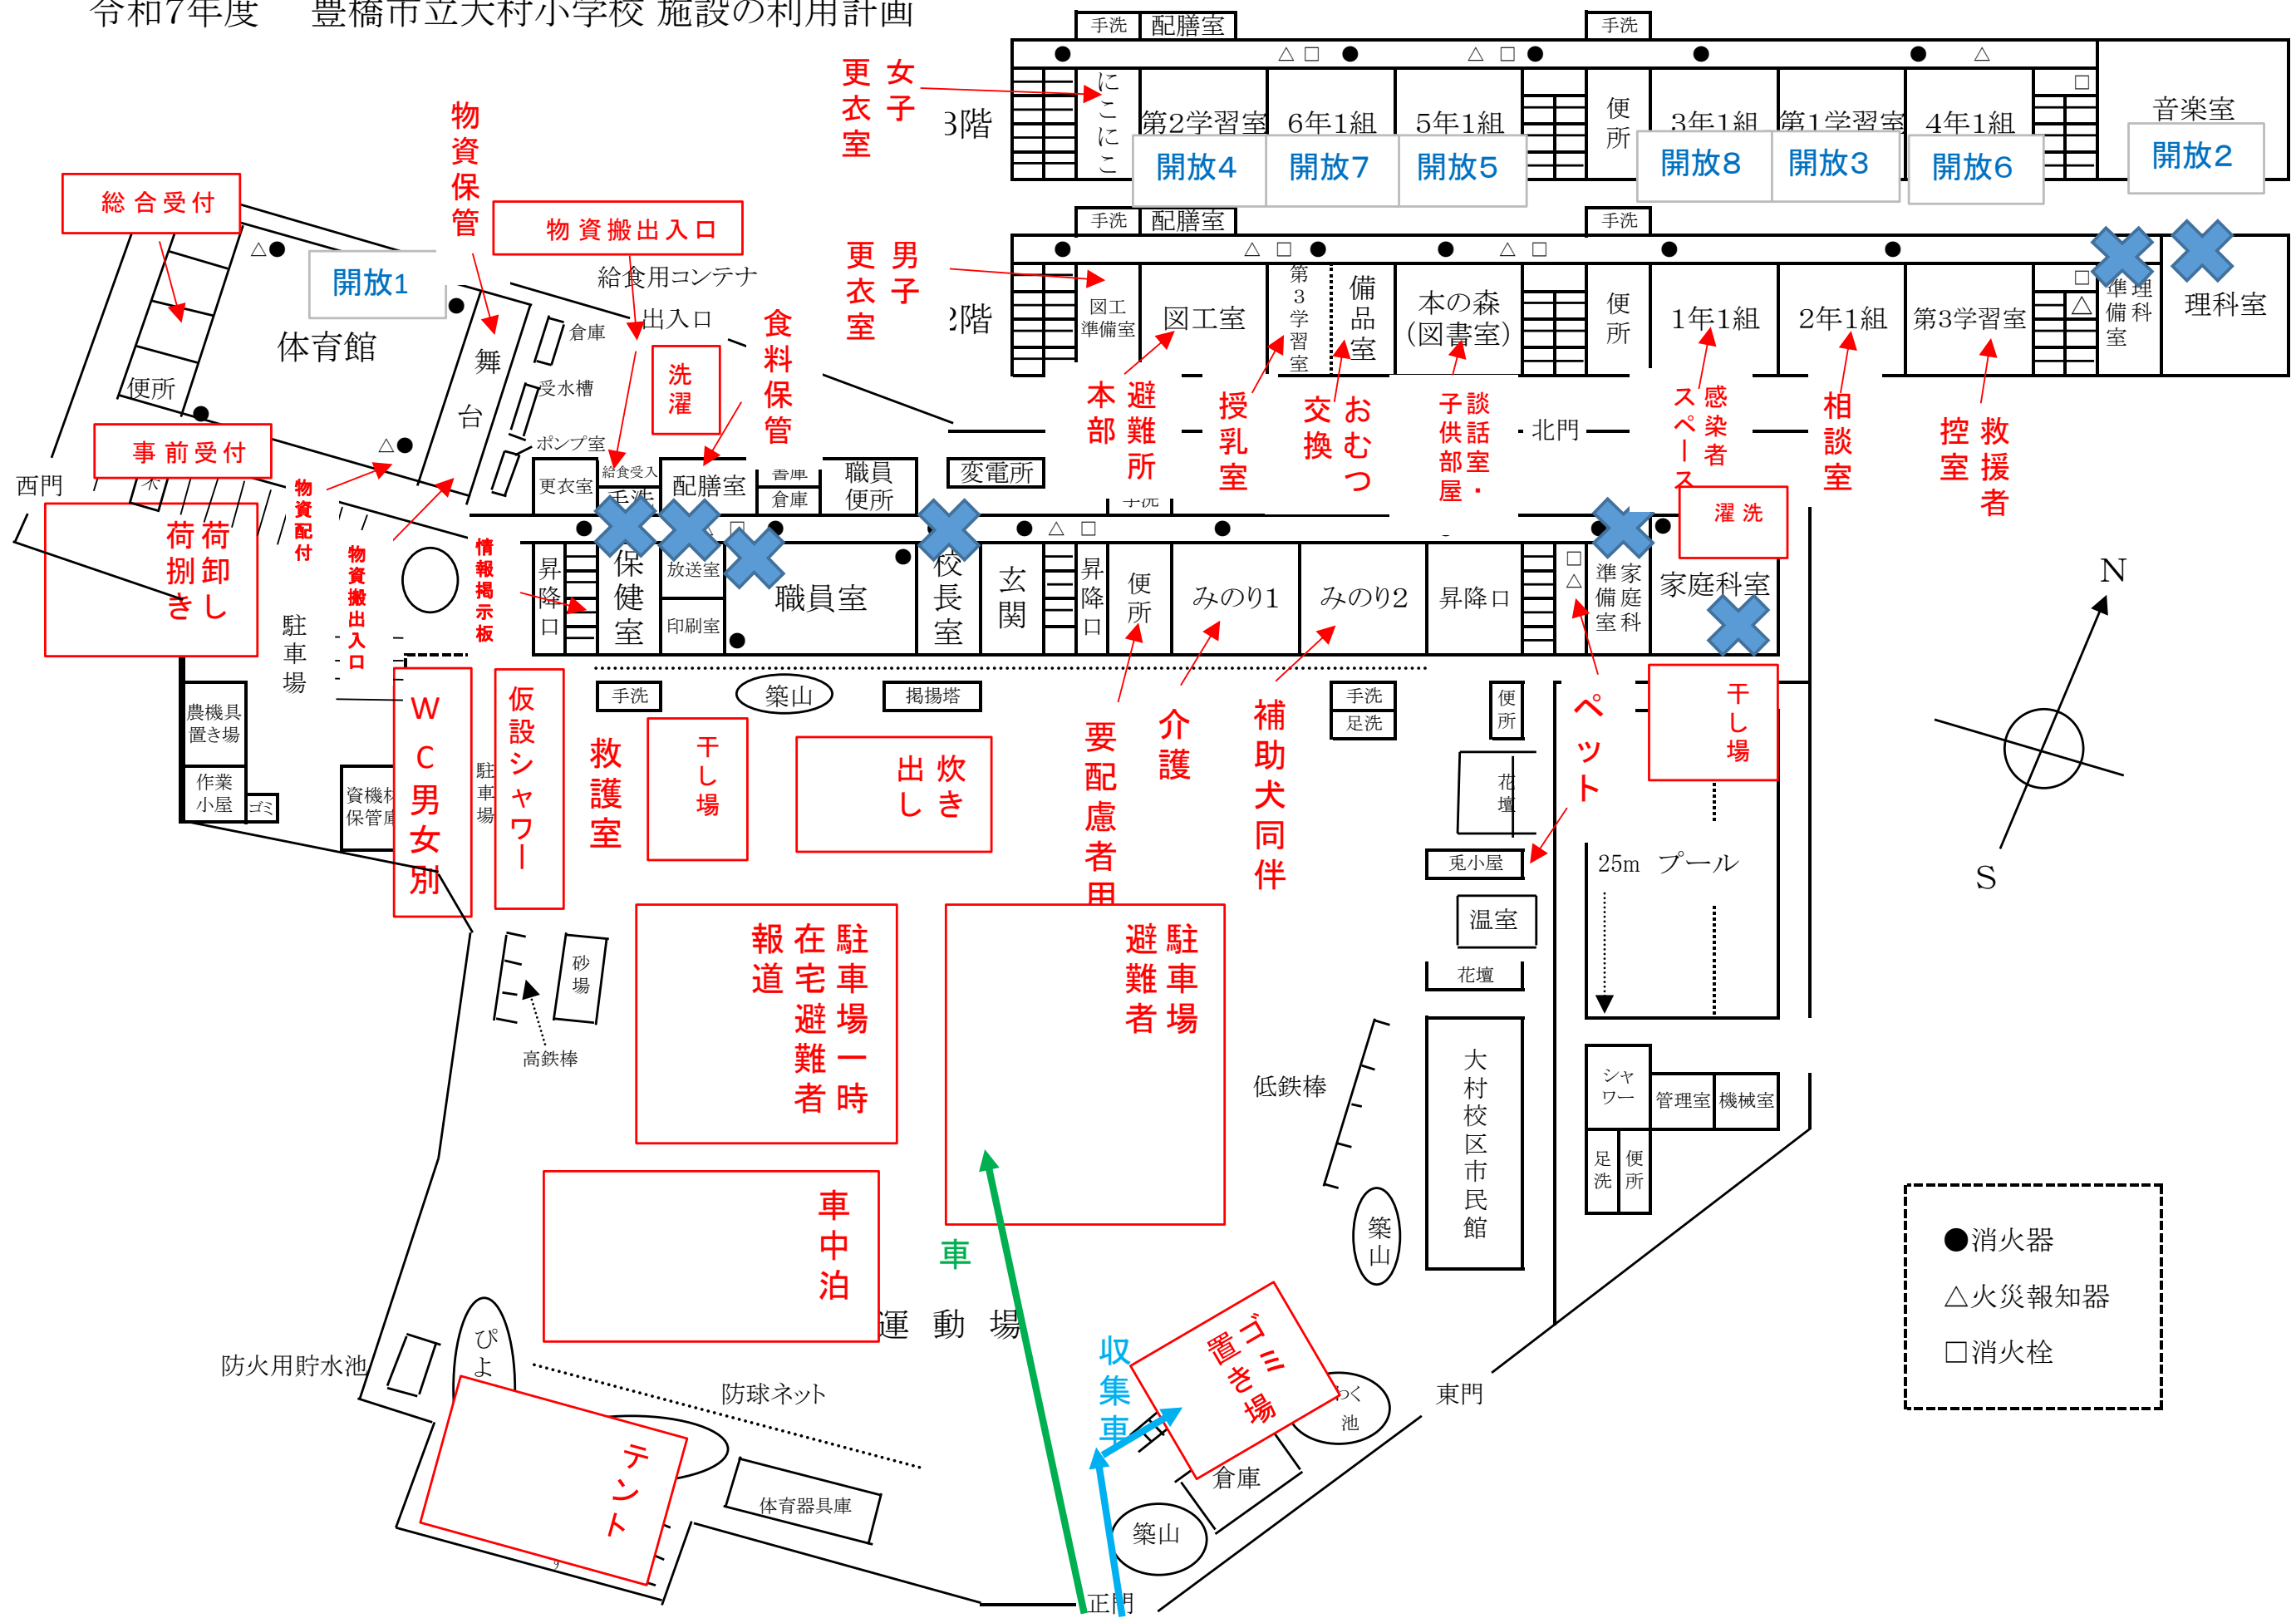 令和7年度 豊橋市立大村小学校 施設の利用計画
手洗
配膳室
手洗
女子
更衣室
3階
にこにこ
第2学習室
6年1組
5年1組
便所
3年1組
第1学習室
4年1組
音楽室
開放4
開放7
開放5
開放8
開放3
開放6
開放2
手洗
配膳室
手洗
男子
更衣室
2階
図工
準備室
図工室
第3学習室
備品室
本の森
(図書室)
便所
1年1組
2年1組
第3学習室
理科
準備室
理科室
避難所
本部
授乳室
おむつ
交換
談話室・
子供部屋
北門
感染者
スペース
相談室
救援者
控室
総合受付
物資保管
物資搬出入口
給食用コンテナ
出入口
開放1
体育館
舞台
便所
倉庫
受水槽
ポンプ室
洗濯
食料保管
事前受付
西門
物資配付
荷卸し
荷捌き
物資搬出入口
情報掲示板
駐車場
更衣室
給食受入
手洗
配膳室
書庫
倉庫
職員
便所
変電所
手洗
昇降口
保健室
放送室
印刷室
職員室
校長室
玄関
昇降口
便所
みのり1
みのり2
昇降口
家庭科
準備室
家庭科室
濯洗
農機具
置き場
作業
小屋
ゴミ
資機材
保管庫
WC男女別
駐車場
仮設シャワー
手洗
築山
掲揚塔
手洗
足洗
便所
救護室
干し場
炊き
出し
要配慮者用
介護
補助犬同伴
ペット
干し場
花壇
兎小屋
温室
花壇
25m プール
N
S
駐車場一時
在宅避難者
報道
駐車場
避難者
砂場
高鉄棒
低鉄棒
大村校区市民館
シャワー
管理室
機械室
足洗
便所
築山
車中泊
車
運動場
収集車
ゴミ
置き場
わく
池
東門
防火用貯水池
ぴよ
防球ネット
テント
体育器具庫
倉庫
築山
正門
●消火器
△火災報知器
□消火栓